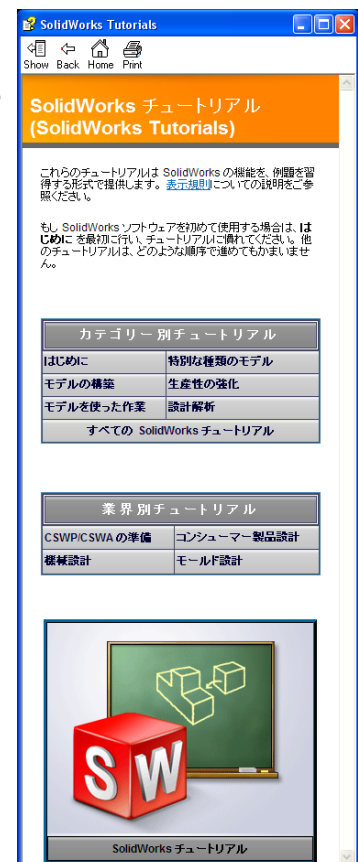 SolidWorks Tutorials
Show Back Home Print
SolidWorks チュートリアル
(SolidWorks Tutorials)
これらのチュートリアルは SolidWorks の機能を、例題を習
得する形式で提供します。 表示規則についての説明をご参
照ください。
もし SolidWorks ソフトウェアを初めて使用する場合は、は
じめに を最初に行い、チュートリアルに慣れてください。他
のチュートリアルは、どのような順序で進めてもかまいませ
ん。
カテゴリー別チュートリアル
はじめに 特別な種類のモデル
モデルの構築 生産性の強化
モデルを使った作業 設計解析
すべての SolidWorks チュートリアル
業界別チュートリアル
CSWP/CSWA の準備 コンシューマー製品設計
機械設計 モールド設計
SW
SolidWorks チュートリアル